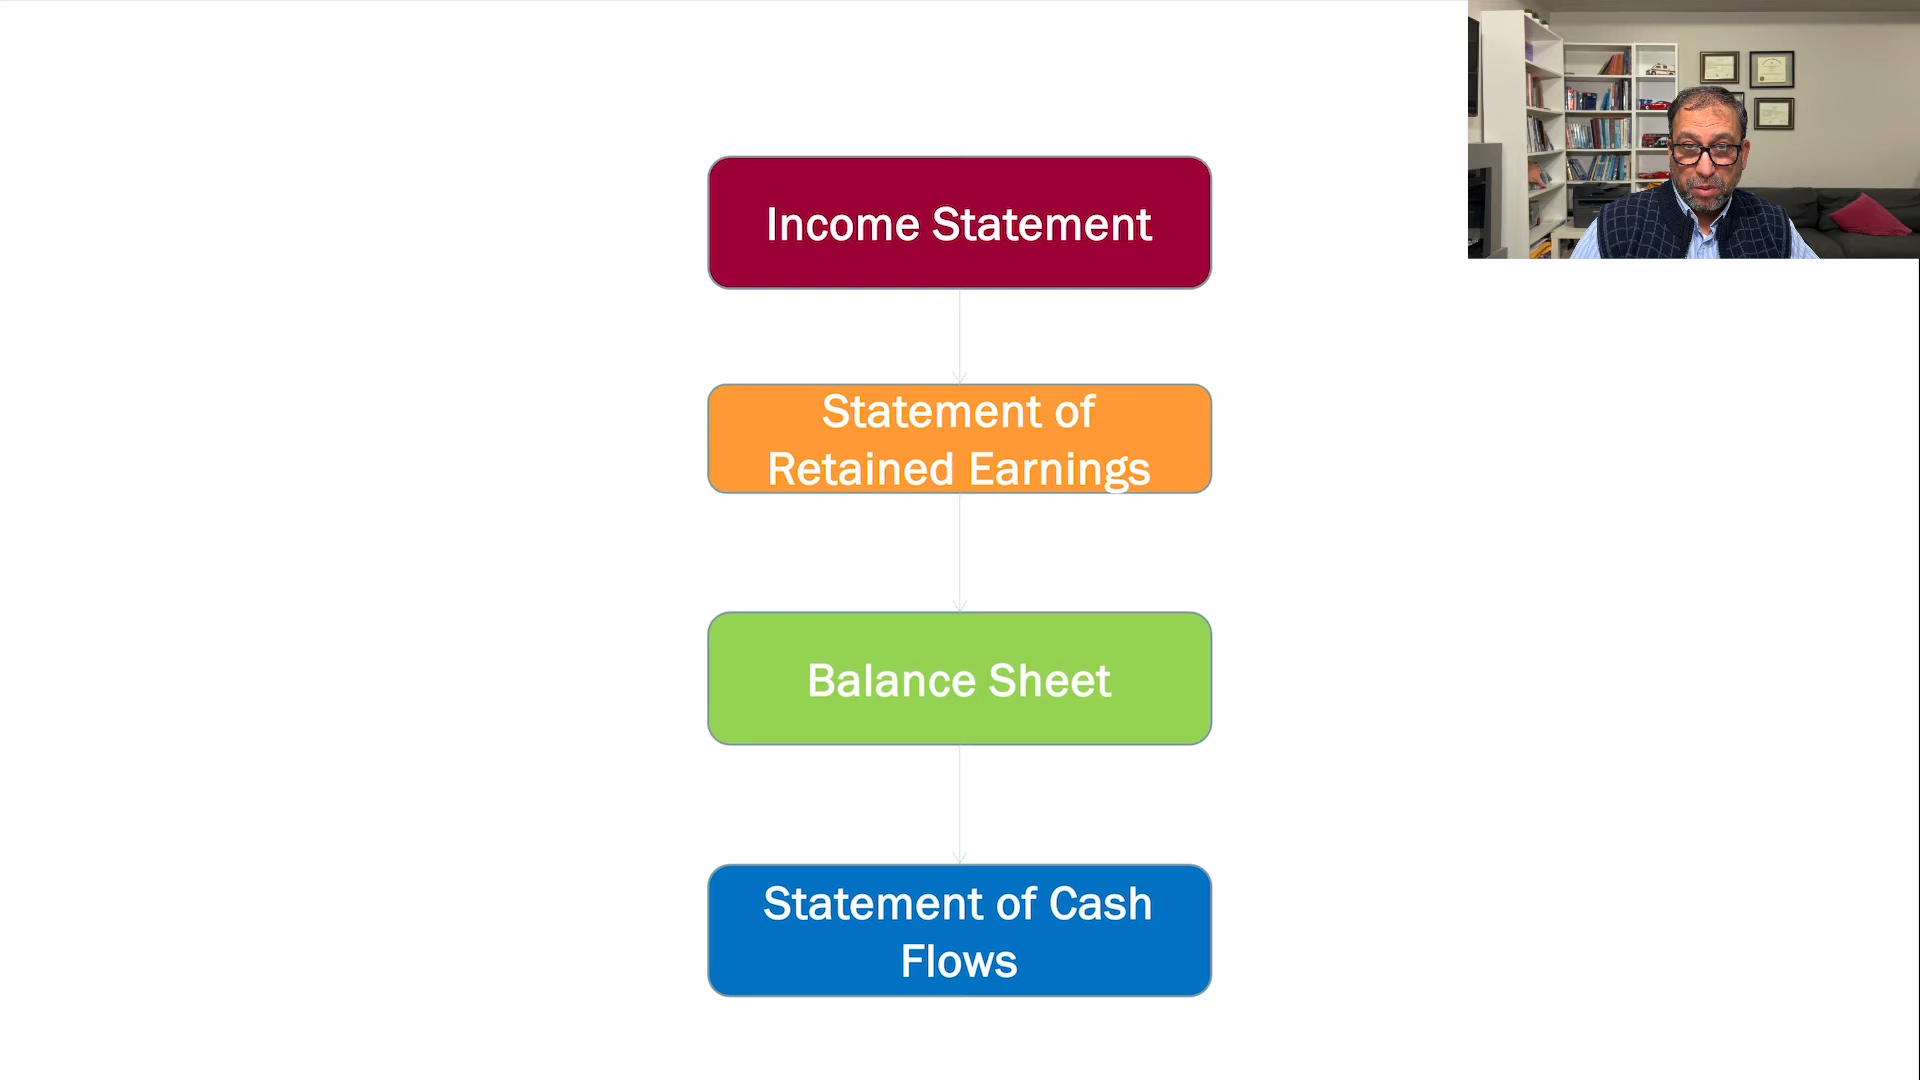 Income Statement
Statement of
Retained Earnings
Balance Sheet
Statement of Cash
Flows